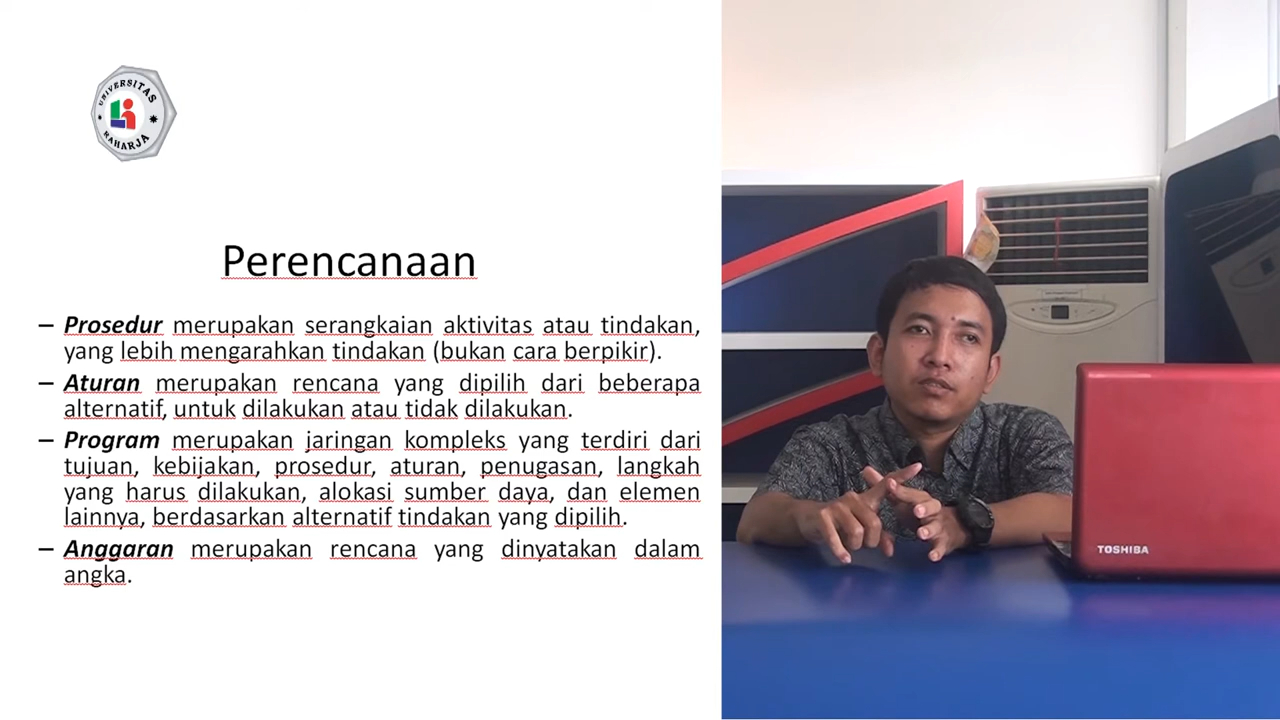 UNIVERSITAS
RAHARJA
Perencanaan
– Prosedur merupakan serangkaian aktivitas atau tindakan,
yang lebih mengarahkan tindakan (bukan cara berpikir).
– Aturan merupakan rencana yang dipilih dari beberapa
alternatif, untuk dilakukan atau tidak dilakukan.
– Program merupakan jaringan kompleks yang terdiri dari
tujuan, kebijakan, prosedur, aturan, penugasan, langkah
yang harus dilakukan, alokasi sumber daya, dan elemen
lainnya, berdasarkan alternatif tindakan yang dipilih.
– Anggaran merupakan rencana yang dinyatakan dalam
angka.
TOSHIBA